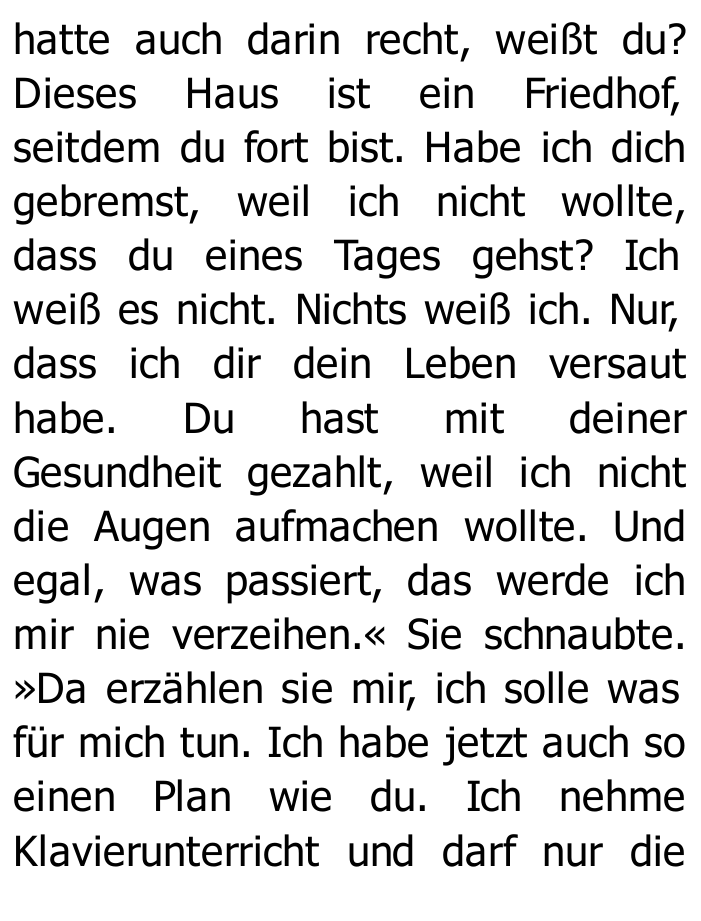 hatte auch darin recht, weißt du?
Dieses Haus ist ein Friedhof,
seitdem du fort bist. Habe ich dich
gebremst, weil ich nicht wollte,
dass du eines Tages gehst? Ich
weiß es nicht. Nichts weiß ich. Nur,
dass ich dir dein Leben versaut
habe. Du hast mit deiner
Gesundheit gezahlt, weil ich nicht
die Augen aufmachen wollte. Und
egal, was passiert, das werde ich
mir nie verzeihen.« Sie schnaubte.
»Da erzählen sie mir, ich solle was
für mich tun. Ich habe jetzt auch so
einen Plan wie du. Ich nehme
Klavierunterricht und darf nur die